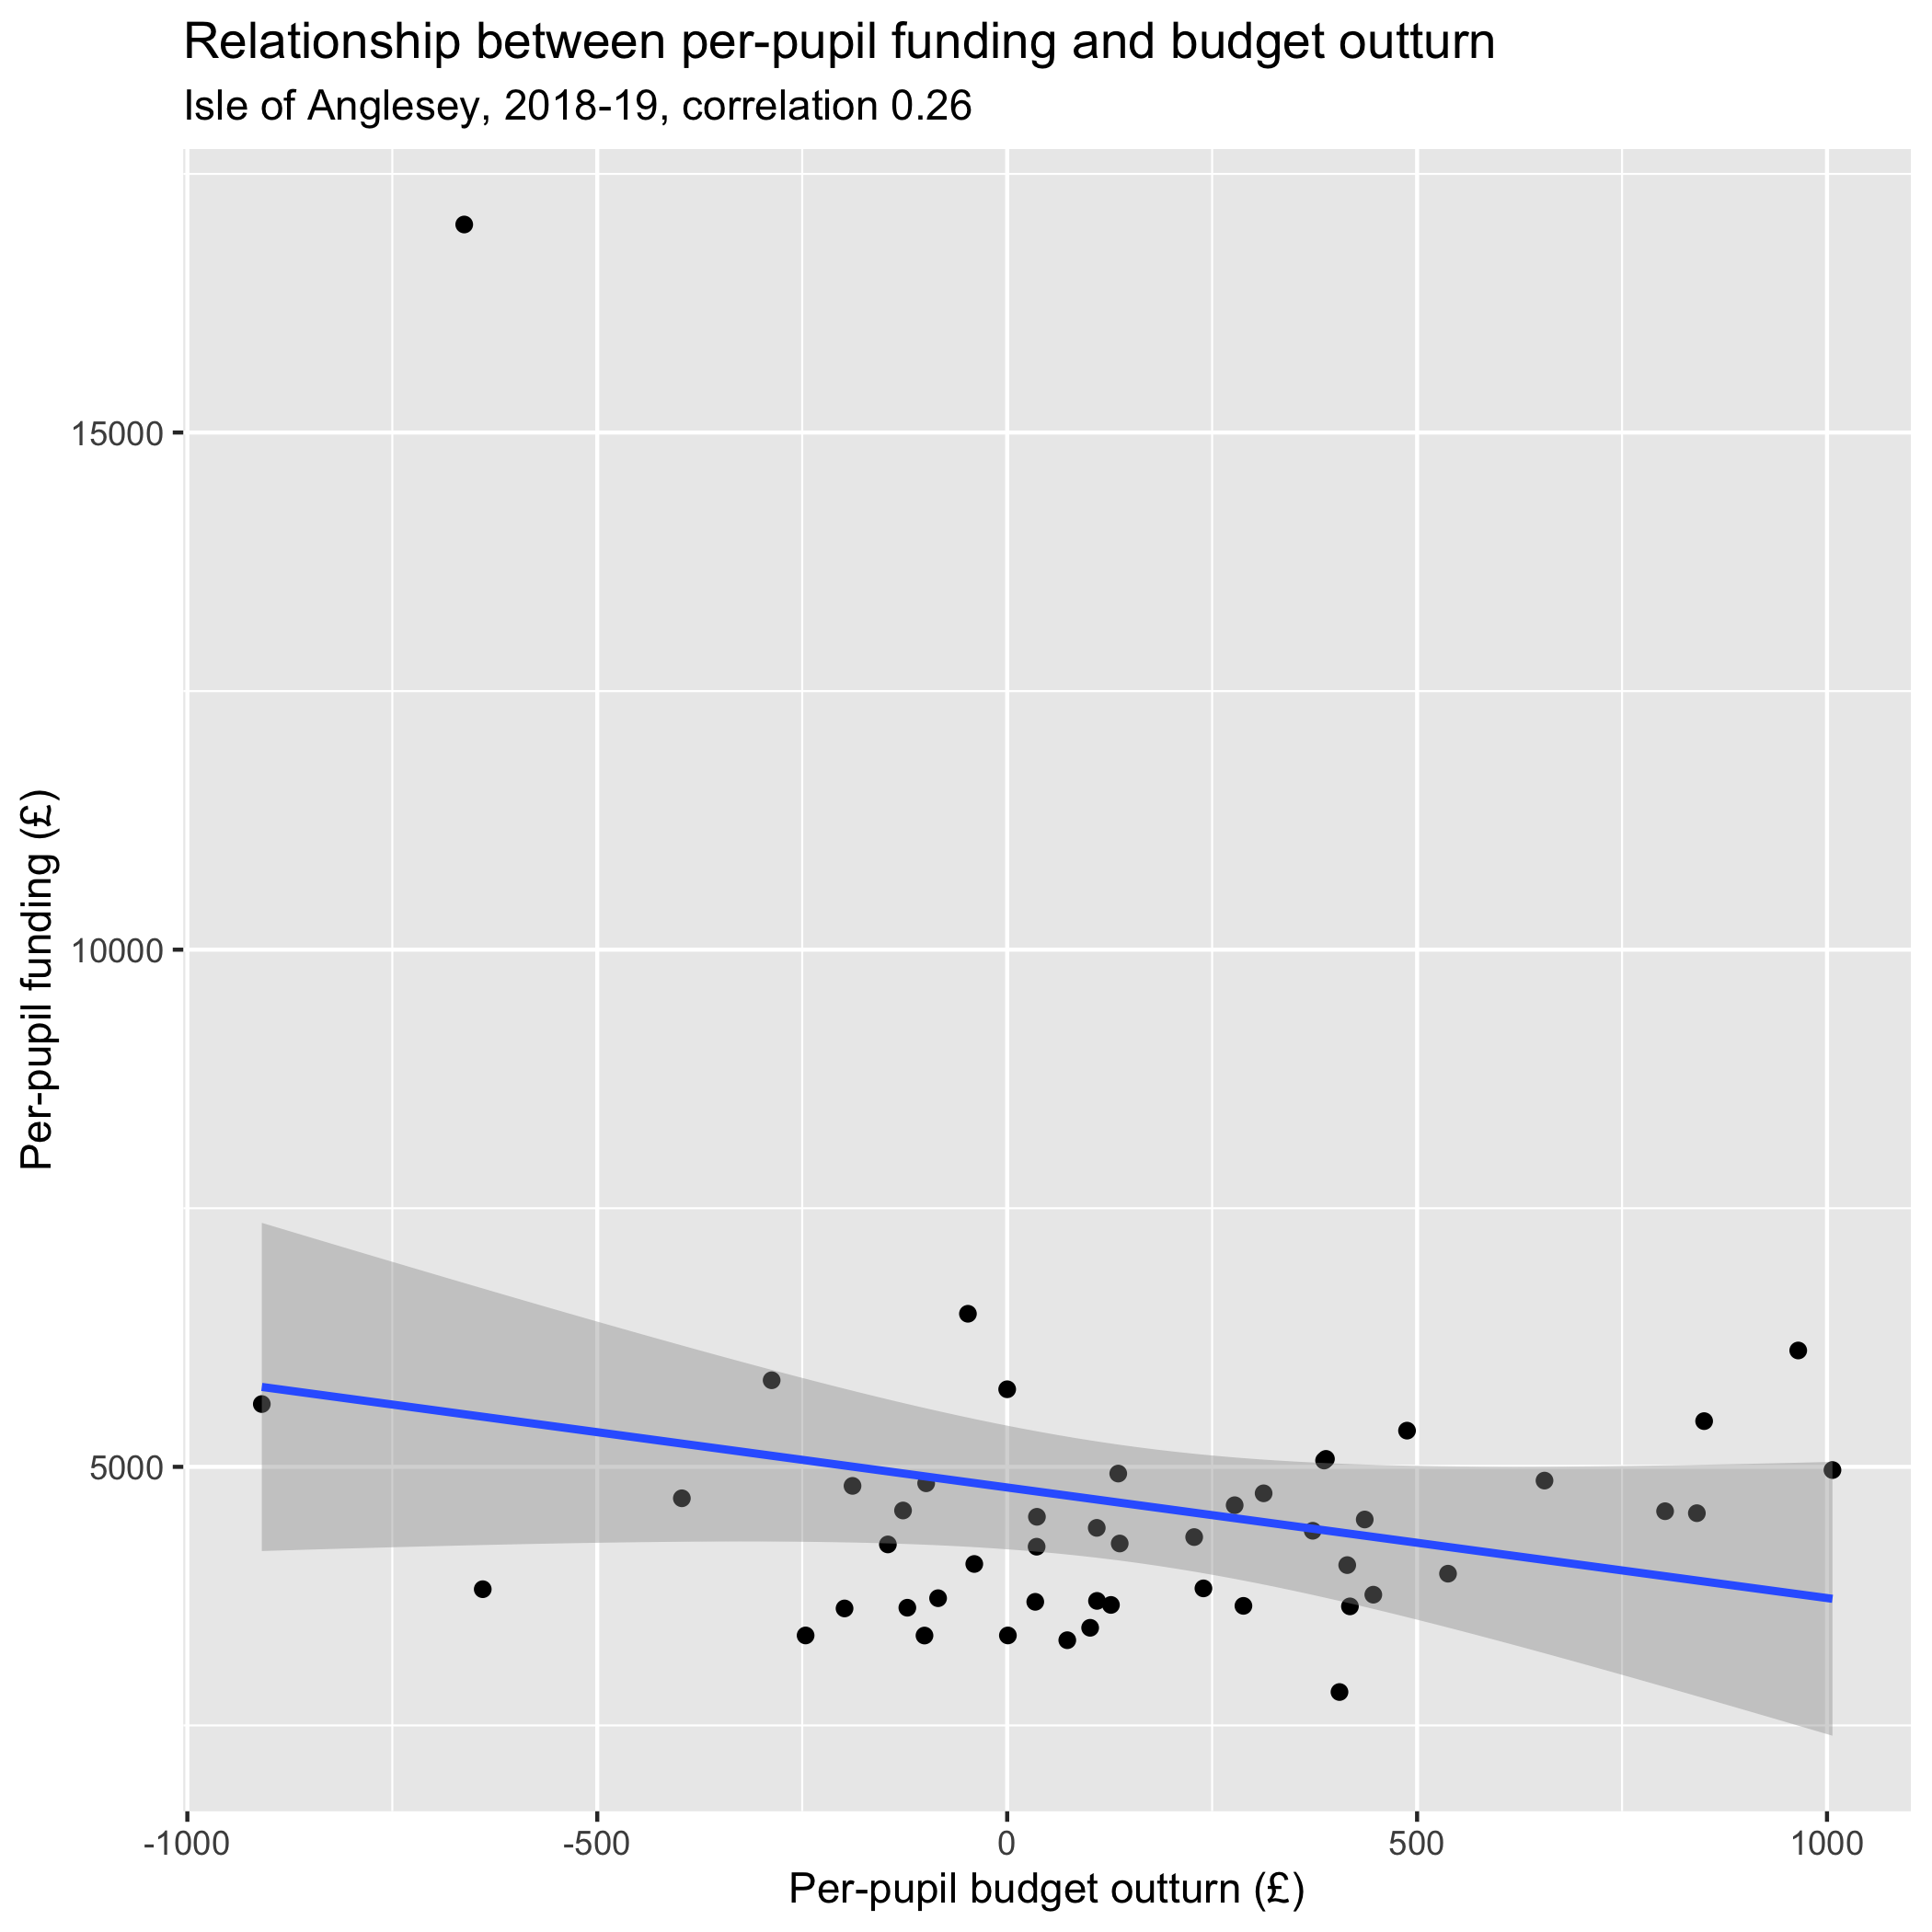 Relationship between per-pupil funding and budget outturn
Isle of Anglesey, 2018-19, correlation 0.26
Per-pupil funding (£)
15000
10000
5000
-1000
-500
0
500
1000
Per-pupil budget outturn (£)